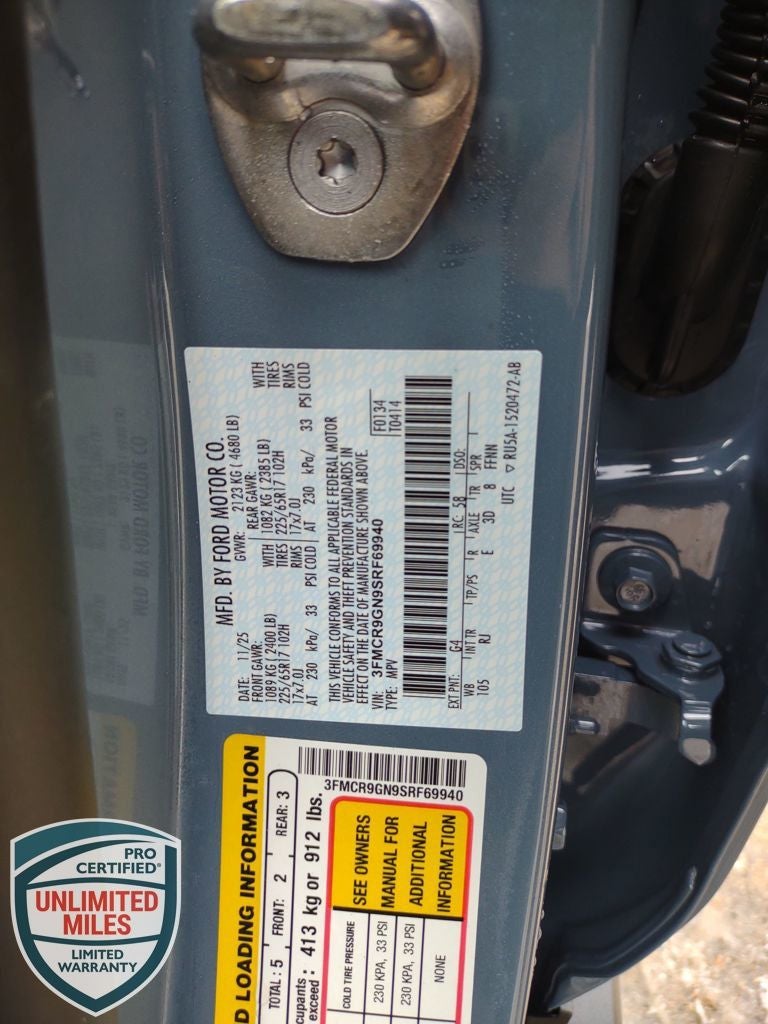 MFD. BY FORD MOTOR CO.
DATE: 11/25 GVWR: 2123 KG ( 4680 LB)
FRONT GAWR: REAR GAWR:
1089 KG ( 2400 LB) WITH 1082 KG ( 2385 LB) WITH
225/65R17 102H TIRES 225/65R17 102H TIRES
17x7.0J RIMS 17x7.0J RIMS
AT 230 kPa/ 33 PSI COLD AT 230 kPa/ 33 PSI COLD
THIS VEHICLE CONFORMS TO ALL APPLICABLE FEDERAL MOTOR
VEHICLE SAFETY AND THEFT PREVENTION STANDARDS IN
EFFECT ON THE DATE OF MANUFACTURE SHOWN ABOVE.
VIN: 3FMCR9GN9SRF69940 F0134
TYPE: MPV T0414
EXT PNT: G4 RC: 58 DSO:
WB INT TR TP/PS R AXLE TR SPR
105 RJ E 3D 8 FFNN
UTC ▽ RU5A-1520472-AB
D LOADING INFORMATION
TOTAL : 5 FRONT: 2 REAR: 3
cupants
exceed : 413 kg or 912 lbs.
3FMCR9GN9SRF69940
COLD TIRE PRESSURE
230 KPA, 33 PSI
230 KPA, 33 PSI
NONE
SEE OWNERS
MANUAL FOR
ADDITIONAL
INFORMATION
PRO
CERTIFIED®
UNLIMITED
MILES
LIMITED
WARRANTY